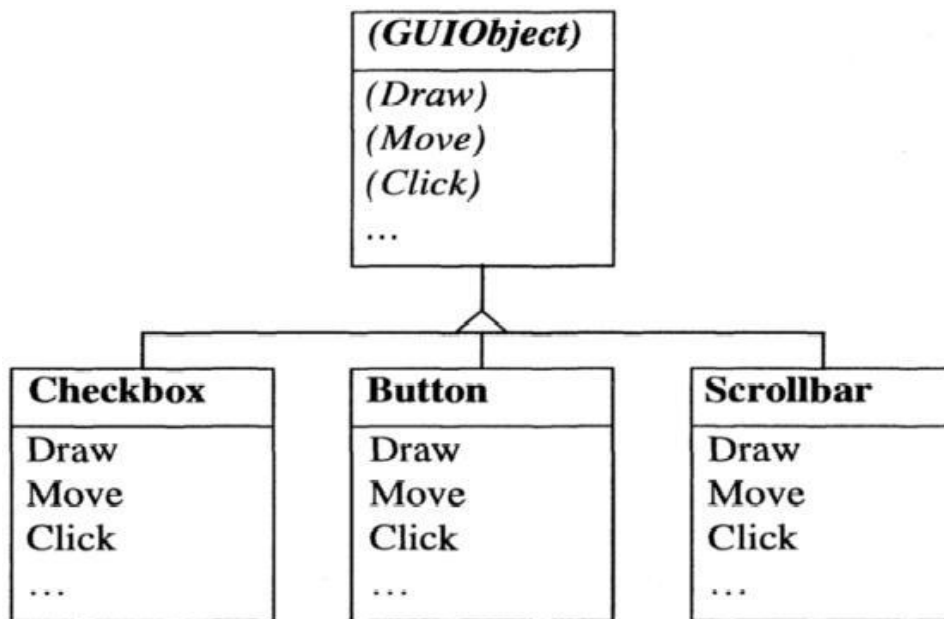 (GUIObject)
(Draw)
(Move)
(Click)
...
Checkbox
Draw
Move
Click
...
Button
Draw
Move
Click
...
Scrollbar
Draw
Move
Click
...